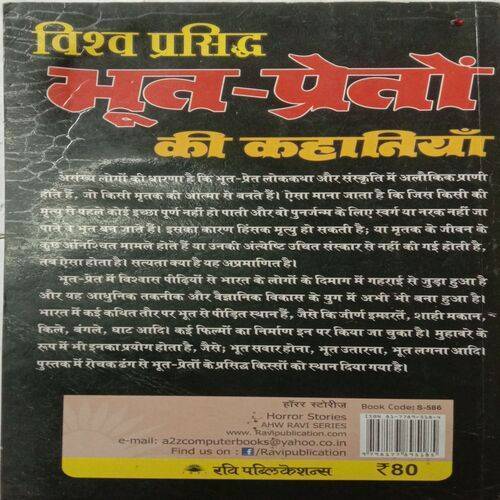 विश्व प्रसिद्ध
भूत-प्रेतों
की कहानियाँ
असंख्य लोगों की धारणा है कि भूत-प्रेत लोककथा और संस्कृति में अलौकिक प्राणी
होते हैं, जो किसी मृतक की आत्मा से बनते हैं। ऐसा माना जाता है कि जिस किसी की
मृत्यु से पहले कोई इच्छा पूर्ण नहीं हो पाती और वो पुनर्जन्म के लिए स्वर्ग या नरक नहीं जा
पाते वे भूत बन जाते हैं। इसका कारण हिंसक मृत्यु हो सकती है; या मृतक के जीवन के
कुछ अनिश्चित मामले होते हैं या उनकी अंत्येष्टि उचित संस्कार से नहीं की गई होती है,
तब ऐसा होता है। सत्यता क्या है यह अप्रमाणित है।
भूत-प्रेत में विश्वास पीढ़ियों से भारत के लोगों के दिमाग में गहराई से जुड़ा हुआ है
और यह आधुनिक तकनीक और वैज्ञानिक विकास के युग में अभी भी बना हुआ है।
भारत में कई कथित तौर पर भूत से पीड़ित स्थान हैं, जैसे कि जीर्ण इमारतें, शाही मकान,
किले, बंगले, घाट आदि। कई फिल्मों का निर्माण इन पर किया जा चुका है। मुहावरे के
रूप में भी इनका प्रयोग होता है, जैसे; भूत सवार होना, भूत उतारना, भूत लगना आदि।
पुस्तक में रोचक ढंग से भूत-प्रेतों के प्रसिद्ध किस्सों को स्थान दिया गया है।
हॉरर स्टोरीज
Horror Stories
AHW RAVI SERIES
www.Ravipublication.com
e-mail: a2zcomputerbooks@yahoo.co.in
Find us on f/Ravipublication
रवि पब्लिकेशन्स
Book Code: S-586
₹80